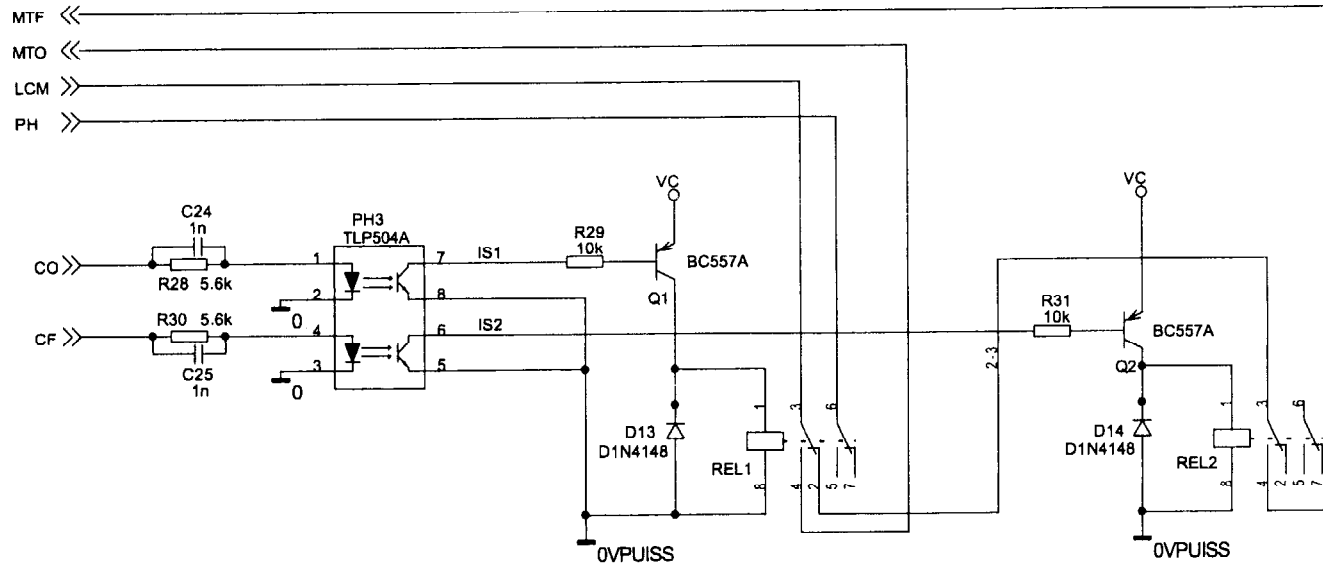 MTF
MTO
LCM
PH
VC
VC
C24
1n
PH3
TLP504A
R29
10k
CO
1
7
IS1
BC557A
R28 5.6k
2
8
Q1
0
R31
10k
R30 5.6k
4
6
IS2
CF
BC557A
C25
1n
3
5
0
2-3
Q2
1
3
6
1
3
6
D13
D1N4148
REL1
D14
D1N4148
REL2
8
4
2
5
7
8
4
2
5
7
0VPUISS
0VPUISS